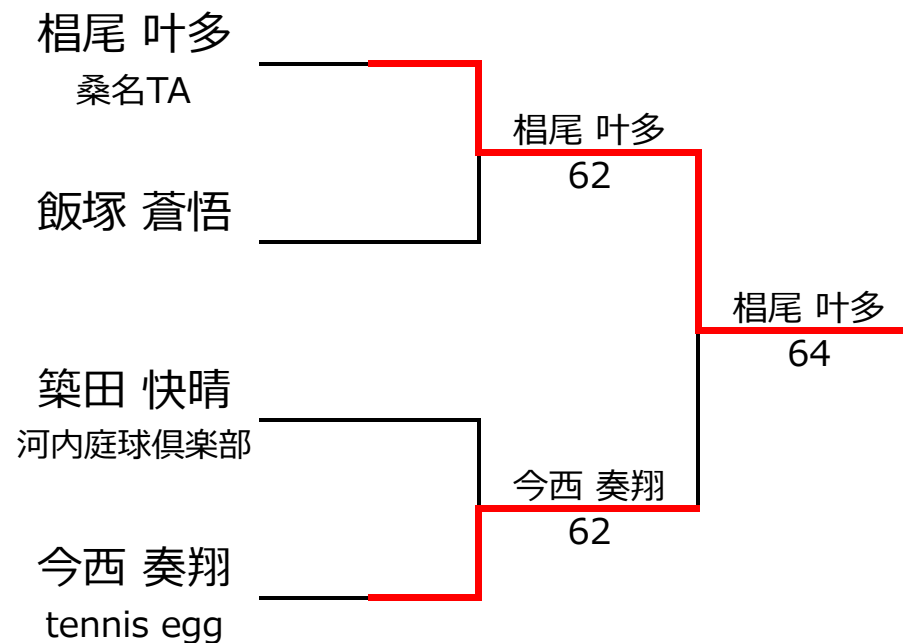 椙尾 叶多
桑名TA
飯塚 蒼悟
築田 快晴
河内庭球倶楽部
今西 奏翔
tennis egg
椙尾 叶多
62
今西 奏翔
62
椙尾 叶多
64